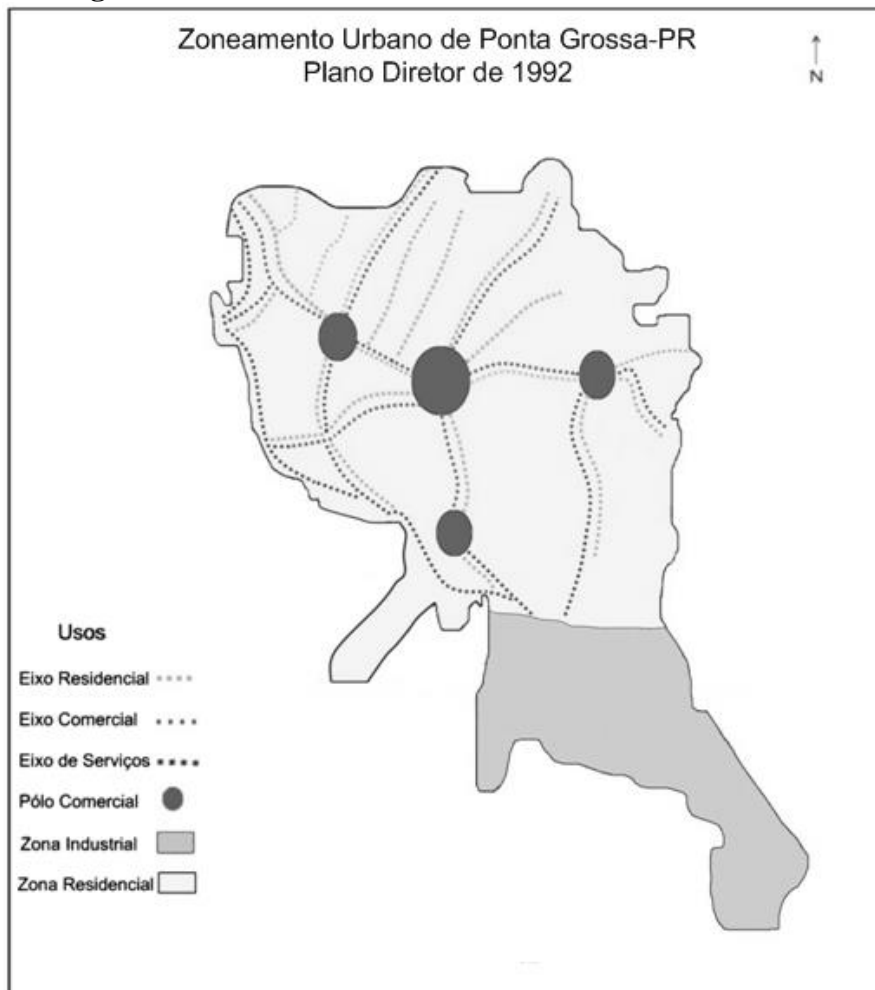 Zoneamento Urbano de Ponta Grossa-PR
Plano Diretor de 1992
N
Usos
Eixo Residencial
Eixo Comercial
Eixo de Serviços
Pólo Comercial
Zona Industrial
Zona Residencial